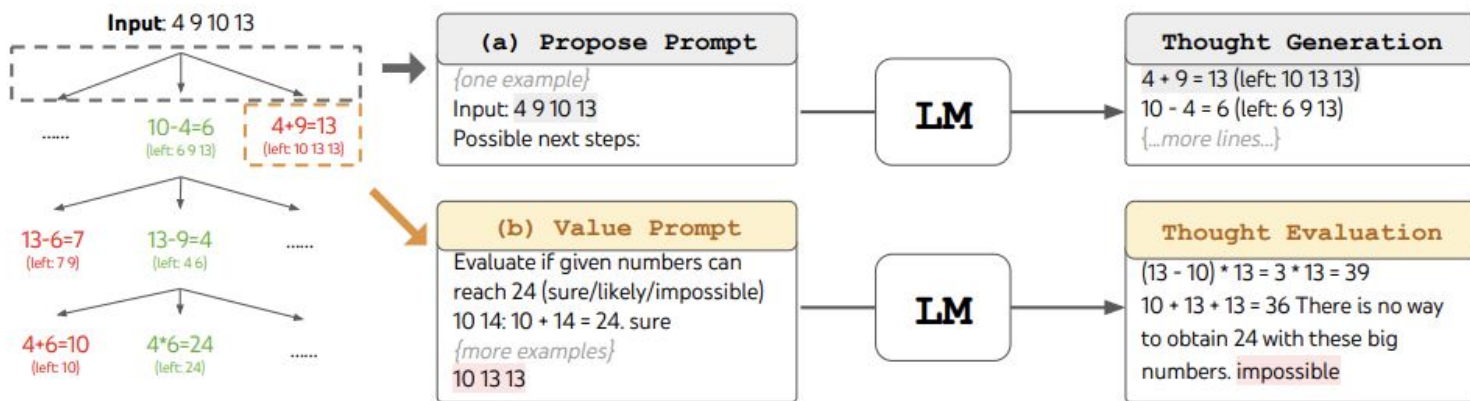 Input: 4 9 10 13
...... 
10-4=6
(left: 6 9 13)
4+9=13
(left: 10 13 13)
13-6=7
(left: 7 9)
13-9=4
(left: 4 6)
......
4+6=10
(left: 10)
4*6=24
(left: 24)
......
(a) Propose Prompt
{one example}
Input: 4 9 10 13
Possible next steps:
LM
Thought Generation
4 + 9 = 13 (left: 10 13 13)
10 - 4 = 6 (left: 6 9 13)
{...more lines...}
(b) Value Prompt
Evaluate if given numbers can
reach 24 (sure/likely/impossible)
10 14: 10 + 14 = 24. sure
{more examples}
10 13 13
LM
Thought Evaluation
(13 - 10) * 13 = 3 * 13 = 39
10 + 13 + 13 = 36 There is no way
to obtain 24 with these big
numbers. impossible